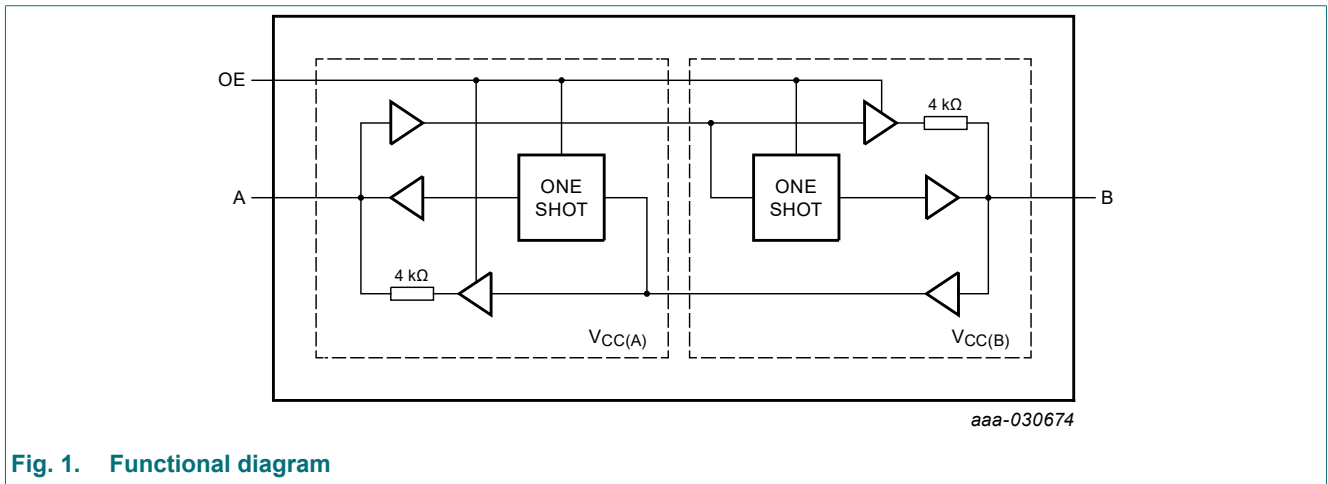 OE
4 kΩ
ONE
SHOT
ONE
SHOT
A
B
4 kΩ
VCC(A)
VCC(B)
aaa-030674
Fig. 1. Functional diagram